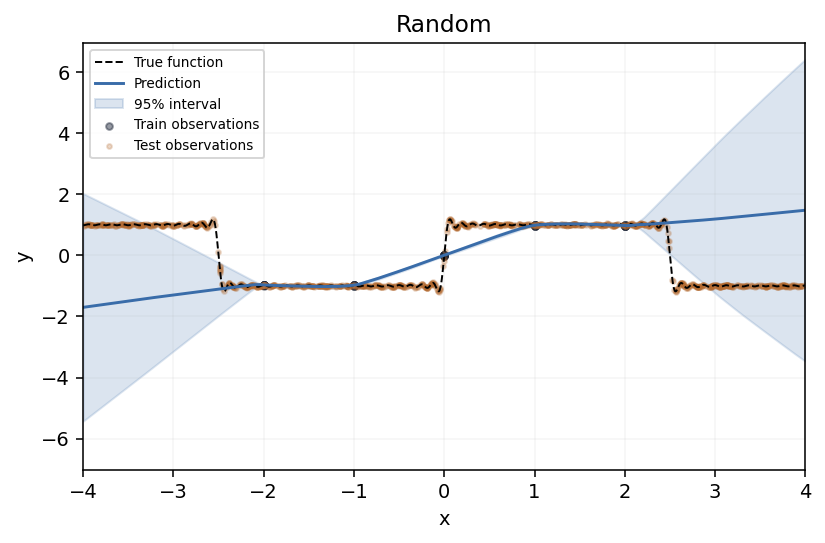 Random
True function
Prediction
95% interval
Train observations
Test observations
6
4
2
0
−2
−4
−6
y
−4 −3 −2 −1 0 1 2 3 4
x